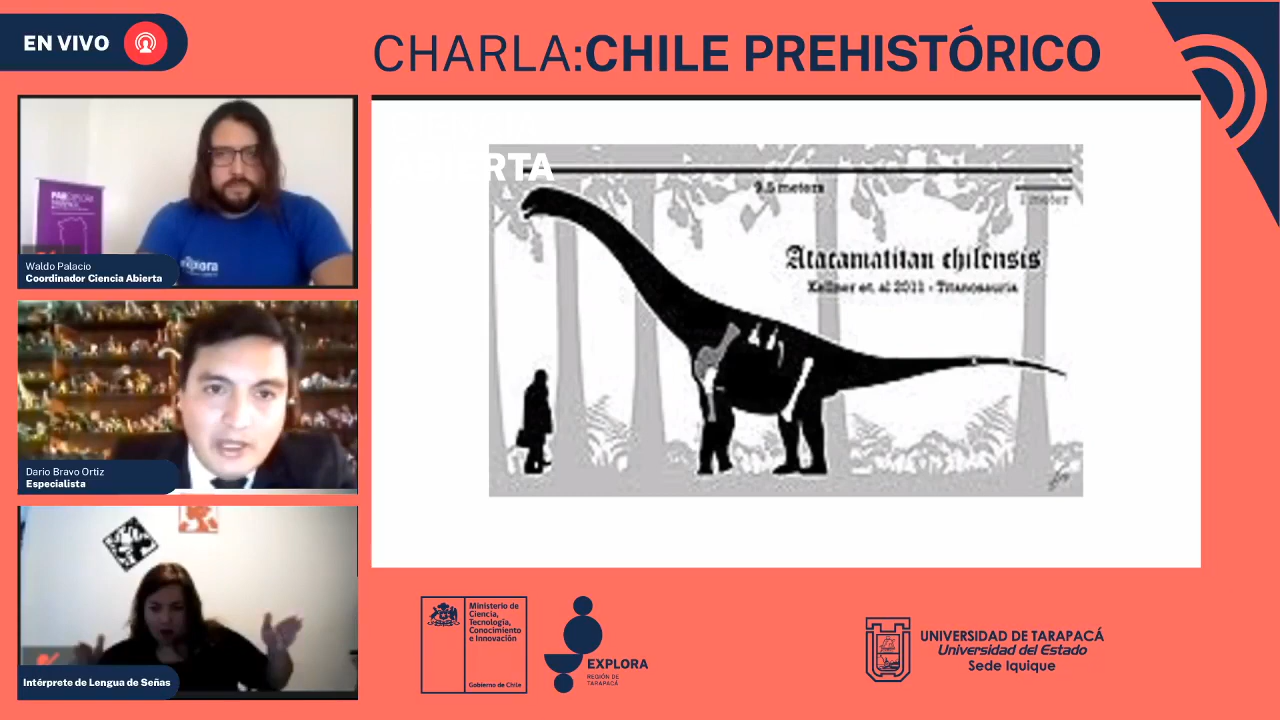 EN VIVO
CHARLA:CHILE PREHISTÓRICO
Waldo Palacio
Coordinador Ciencia Abierta
Dario Bravo Ortiz
Especialista
Intérprete de Lengua de Señas
ABIERTA
9.5 meters
1 meter
Atacamatitan chilensis
Kellner et. al 2011 - Titanosauria
Ministerio de
Ciencia,
Tecnología,
Conocimiento
e Innovación
Gobierno de Chile
EXPLORA
REGIÓN DE
TARAPACÁ
UNIVERSIDAD DE TARAPACÁ
Universidad del Estado
Sede Iquique